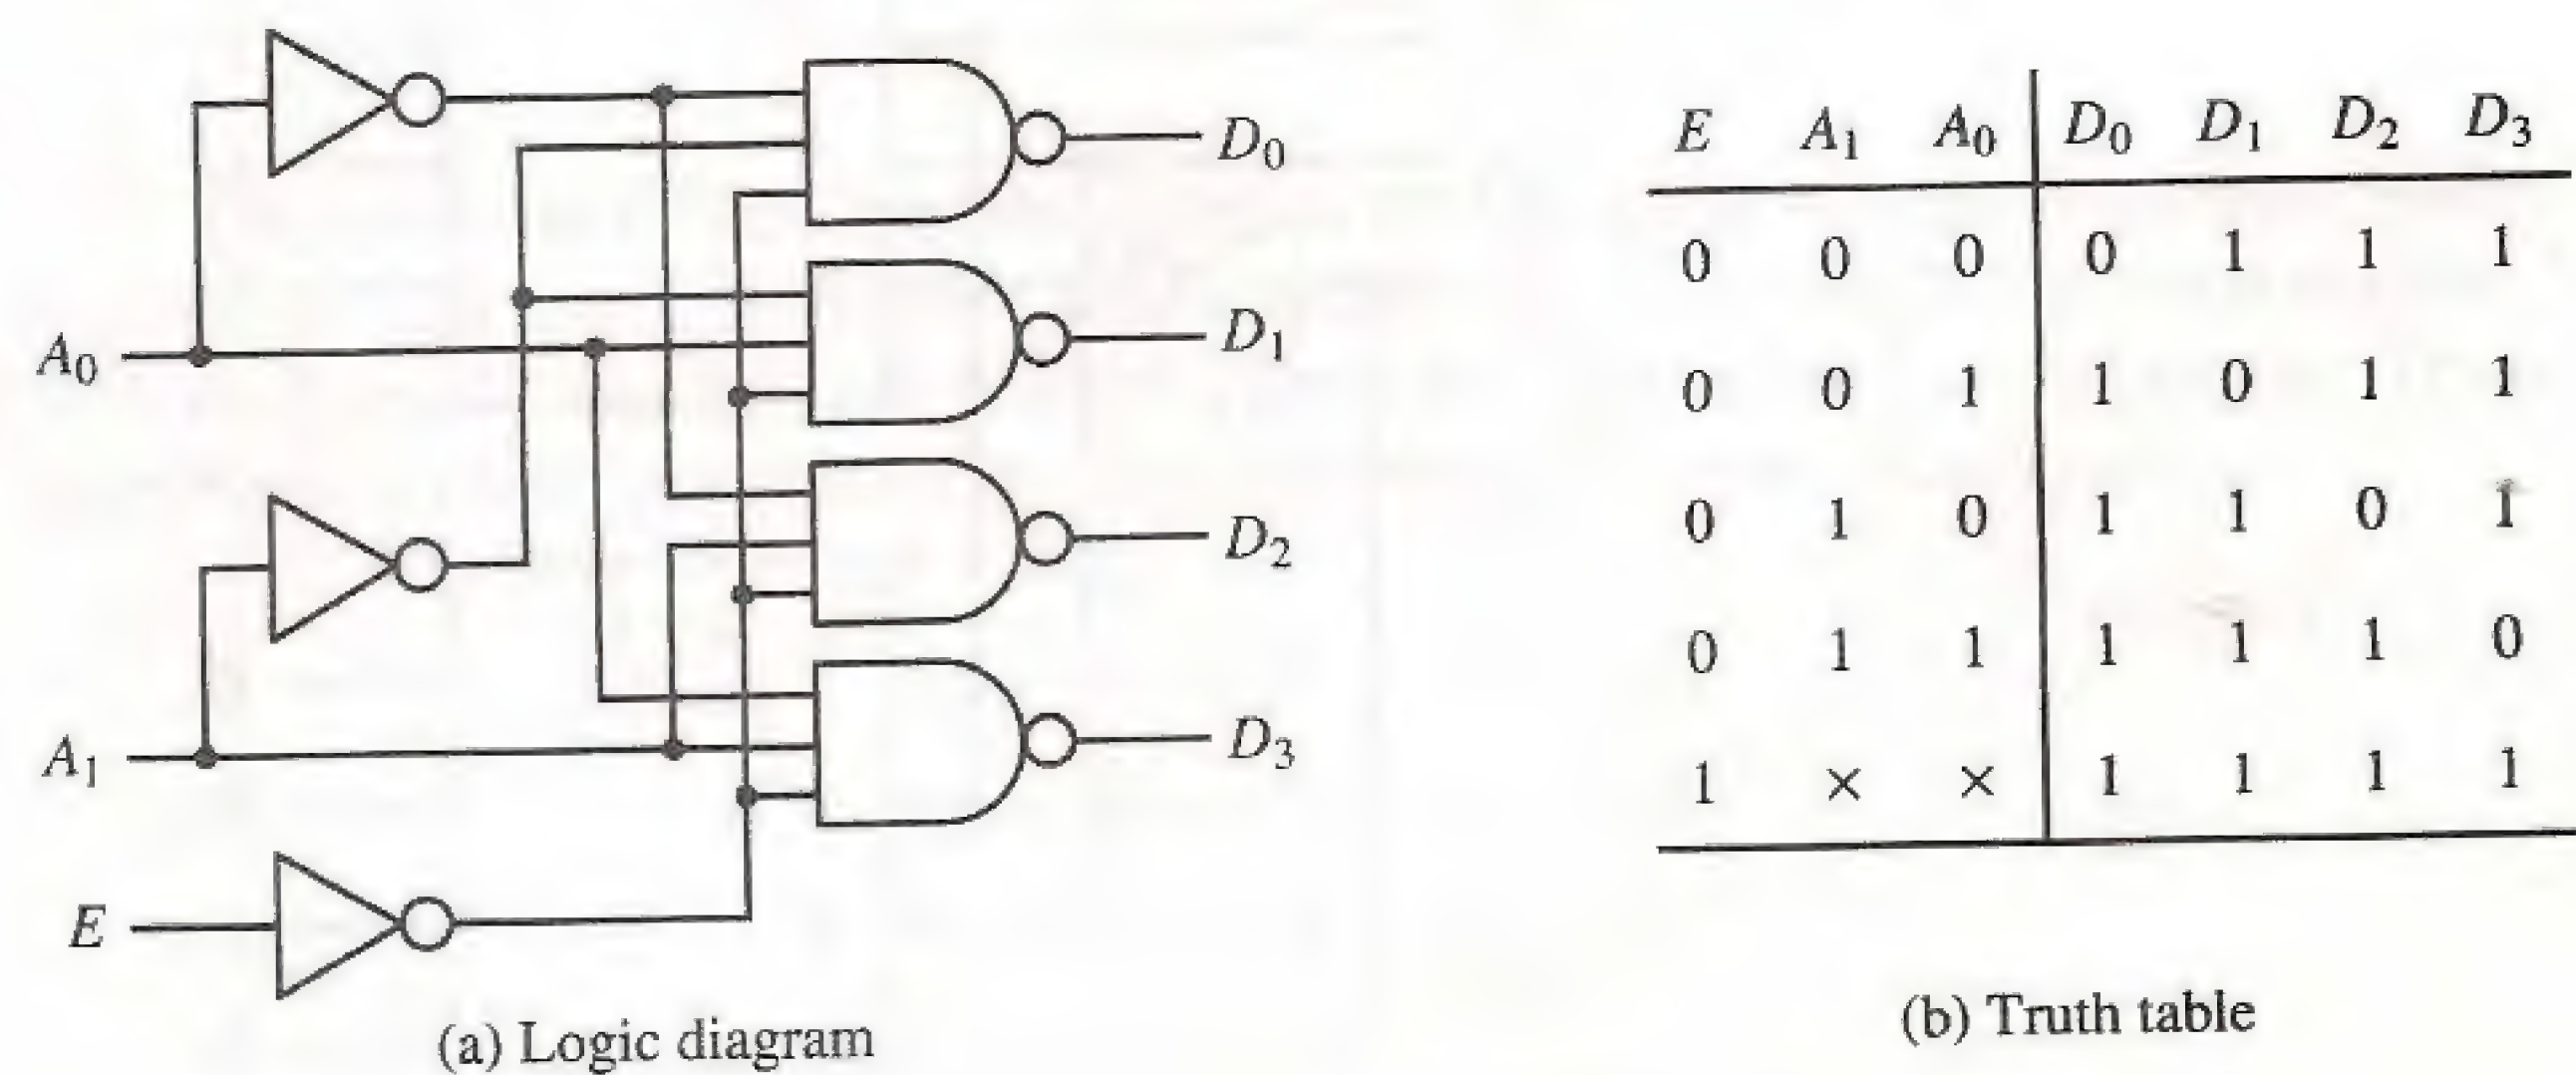 A₀
A₁
E
D₀
D₁
D₂
D₃
(a) Logic diagram
E A₁ A₀ D₀ D₁ D₂ D₃
0 0 0 0 1 1 1
0 0 1 1 0 1 1
0 1 0 1 1 0 1
0 1 1 1 1 1 0
1 × × 1 1 1 1
(b) Truth table